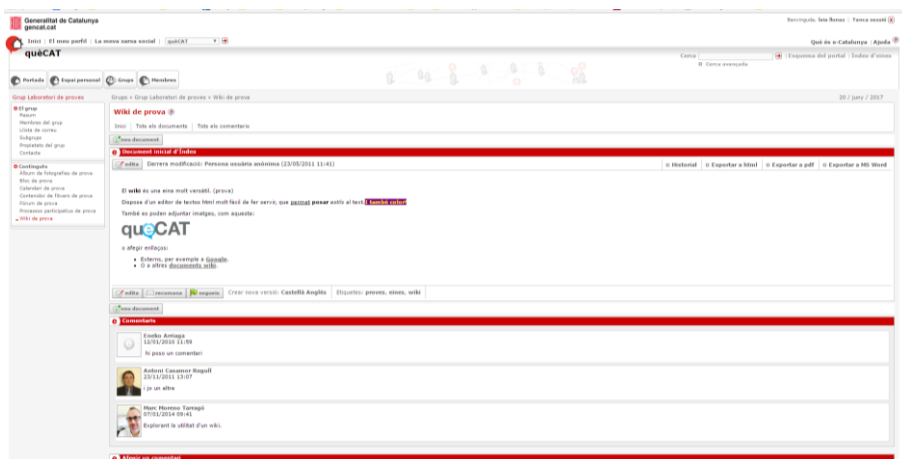 Generalitat de Catalunya
gencat.cat
Benvinguda, Tanca sessió
Inici | El meu perfil | La meva xarxa social | quèCAT
Què és e-Catalunya | Ajuda
quèCAT
Cerca | Esquema del portal | Índex d'eines
Cerca avançada
Portada Espai personal Grups Membres
Grup Laboratori de proves
Grups » Grup Laboratori de proves » Wiki de prova
20 / juny / 2017
El grup
Resum
Membres del grup
Llista de correu
Subgrups
Propietats del grup
Contacte
Continguts
Àlbum de fotografies de prova
Bloc de prova
Calendari de prova
Contenidor de fitxers de prova
Fòrum de prova
Processos participatius de prova
Wiki de prova
Wiki de prova
Inici | Tots els documents | Tots els comentaris
nou document
Document inicial d'Índex
edita Darrera modificació: Persona usuària anònima (23/05/2011 11:41)
Historial Exportar a html Exportar a pdf Exportar a MS Word
El wiki és una eina molt versàtil. (prova)
Disposa d'un editor de textos html molt fàcil de fer servir, que permet posar estils al text. I també color!
També es poden adjuntar imatges, com aquesta:
queCAT
o afegir enllaços:
Externs, per exemple a Google.
O a altres documents wiki.
edita recomana segueix Crear nova versió: Castellà Anglès Etiquetes: proves, eines, wiki
nou document
Comentaris
Eneko Arriaga
12/01/2010 11:59
hi poso un comentari
Antoni Casamor Regull
23/11/2011 13:07
i jo un altre
Marc Moreso Tarragó
07/01/2014 09:41
Explorant la utilitat d'un wiki.
Afegir un comentari